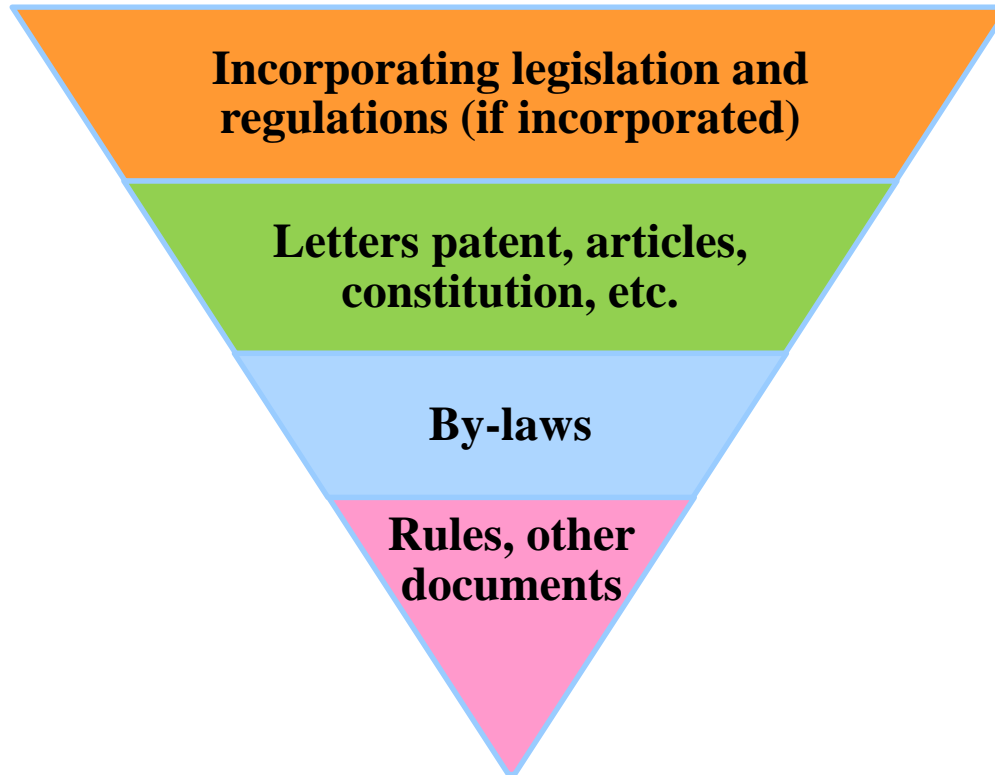 Incorporating legislation and
regulations (if incorporated)
Letters patent, articles,
constitution, etc.
By-laws
Rules, other
documents